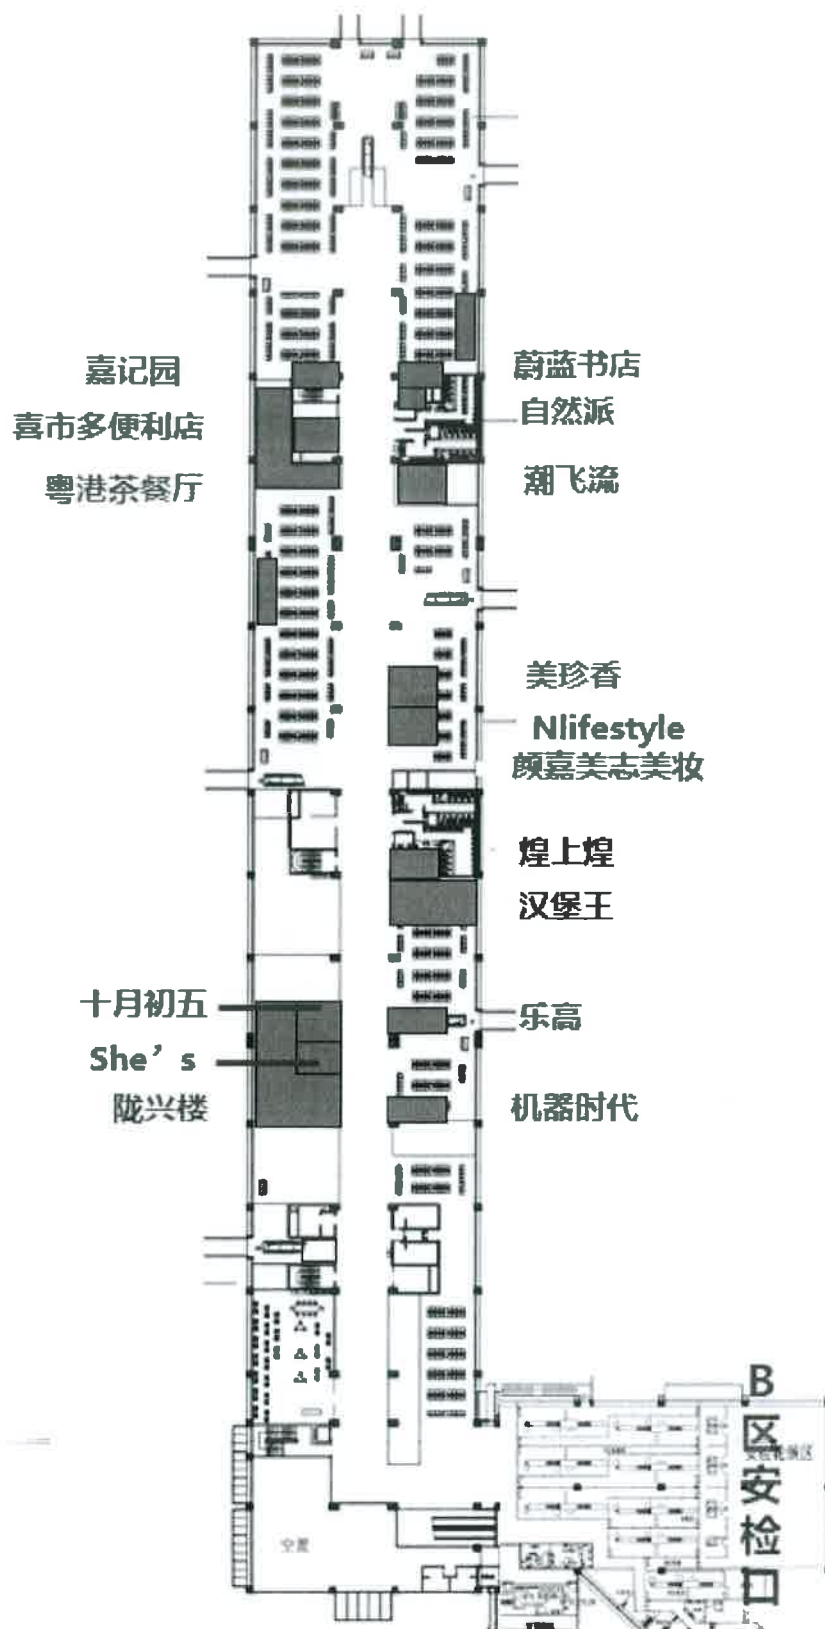 嘉记园
蔚蓝书店
喜市多便利店
自然派
粤港茶餐厅
潮飞流
美珍香
Nlifestyle
颜嘉美志美妆
煌上煌
汉堡王
十月初五
乐高
She’s
陇兴楼
机器时代
B区安检口
空置